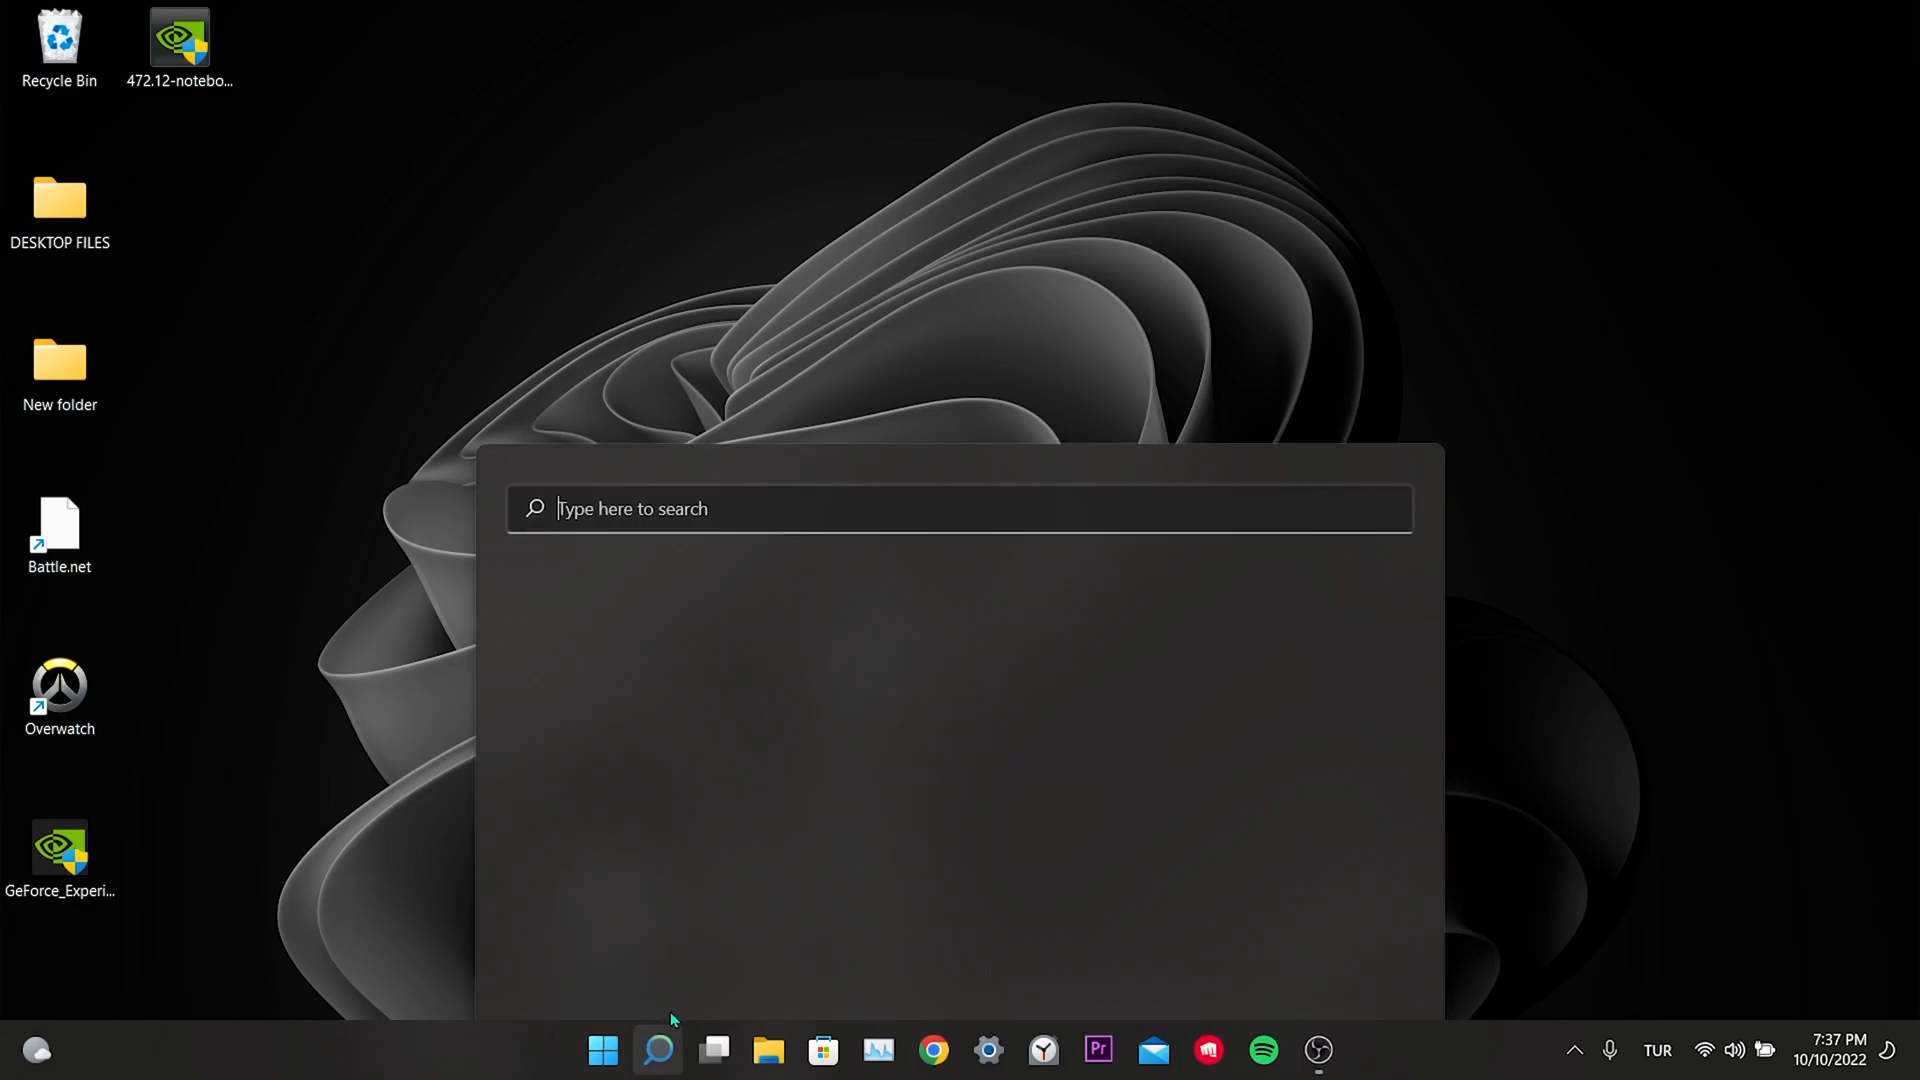 Recycle Bin
472.12-notebo...
DESKTOP FILES
New folder
Battle.net
Overwatch
GeForce_Experi...
Type here to search
Pr
TUR
7:37 PM
10/10/2022